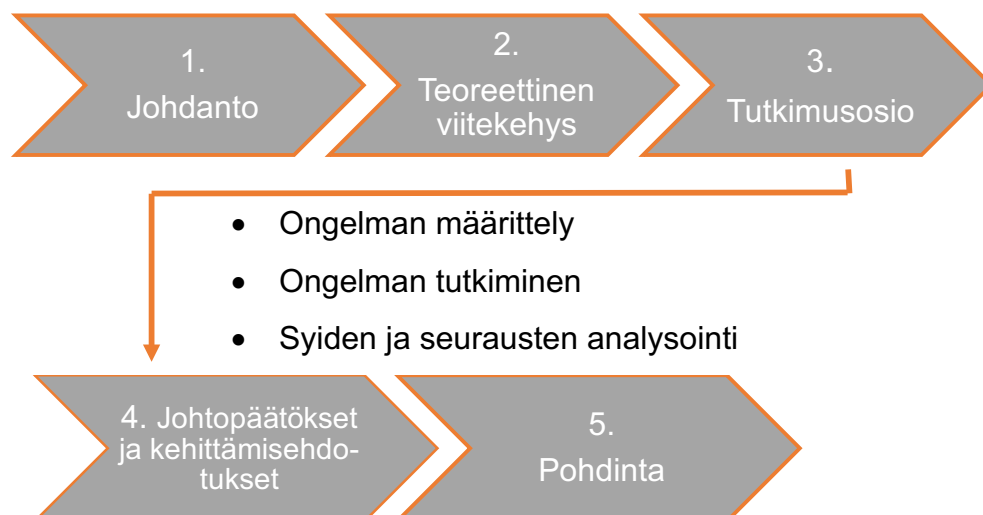 1.
Johdanto
2.
Teoreettinen
viitekehys
3.
Tutkimusosio
• Ongelman määrittely
• Ongelman tutkiminen
• Syiden ja seurausten analysointi
4. Johtopäätökset
ja kehittämisehdo-
tukset
5.
Pohdinta